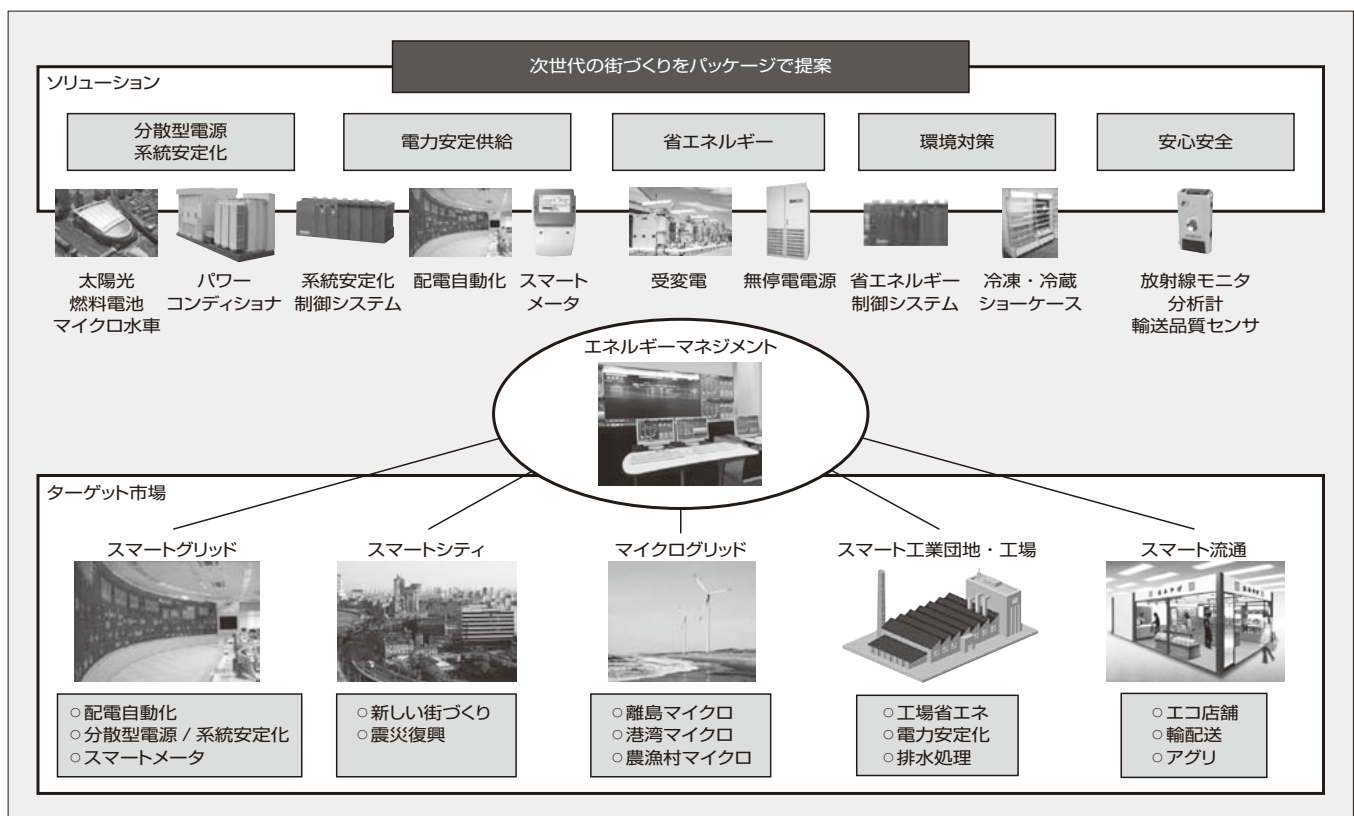 次世代の街づくりをパッケージで提案
ソリューション
分散型電源
系統安定化
電力安定供給
省エネルギー
環境対策
安心安全
太陽光
燃料電池
マイクロ水車
パワー
コンディショナ
系統安定化
制御システム
配電自動化
スマート
メータ
受変電
無停電電源
省エネルギー
制御システム
冷凍・冷蔵
ショーケース
放射線モニタ
分析計
輸送品質センサ
エネルギーマネジメント
ターゲット市場
スマートグリッド
スマートシティ
マイクログリッド
スマート工業団地・工場
スマート流通
○配電自動化
○分散型電源 / 系統安定化
○スマートメータ
○新しい街づくり
○震災復興
○離島マイクロ
○港湾マイクロ
○農漁村マイクロ
○工場省エネ
○電力安定化
○排水処理
○エコ店舗
○輸配送
○アグリ